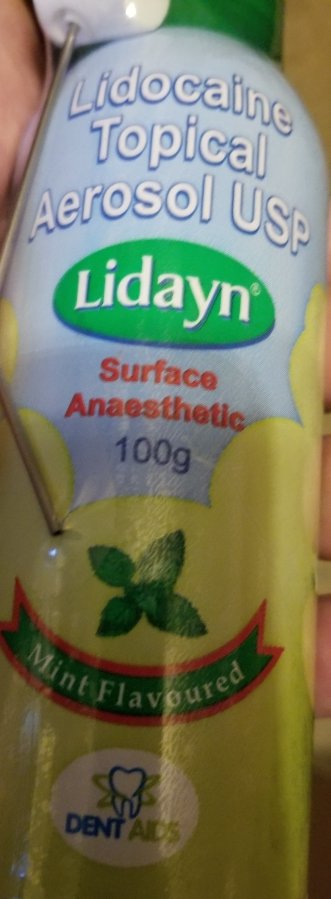 Lidocaine
Topical
Aerosol USP
Lidayn®
Surface
Anaesthetic
100g
Mint Flavoured
DENT AIDS